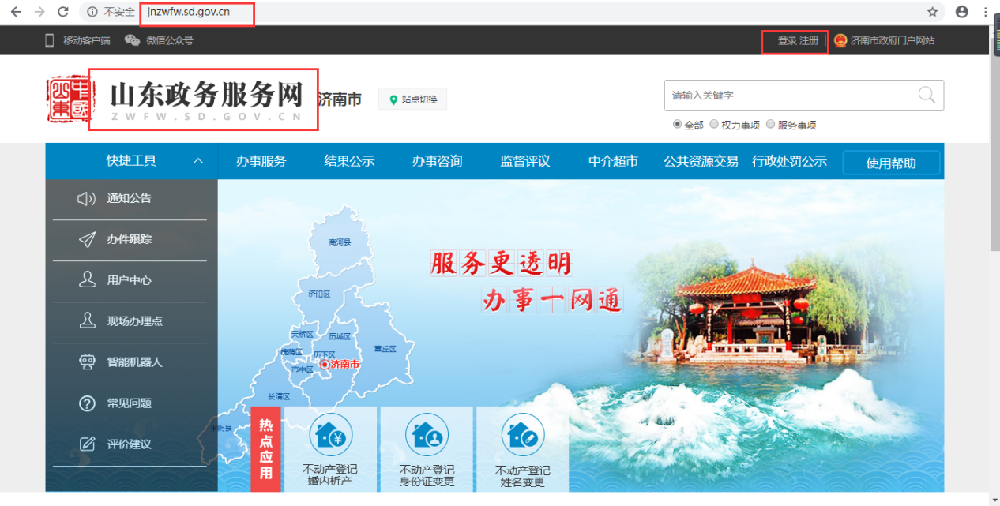 不安全 jnzwfw.sd.gov.cn
移动客户端 微信公众号 登录 注册 济南市政府门户网站
山东政务服务网 济南市 站点切换
ZWFW.SD.GOV.CN
请输入关键字
全部 权力事项 服务事项
快捷工具 办事服务 结果公示 办事咨询 监督评议 中介超市 公共资源交易 行政处罚公示 使用帮助
通知公告
办件跟踪
用户中心
现场办理点
智能机器人
常见问题
评价建议
商河县
济阳区
天桥区 历城区
槐荫区 历下区 章丘区
市中区 济南市
长清区
平阴县
服务更透明
办事一网通
热点应用
不动产登记
婚内析产
不动产登记
身份证变更
不动产登记
姓名变更